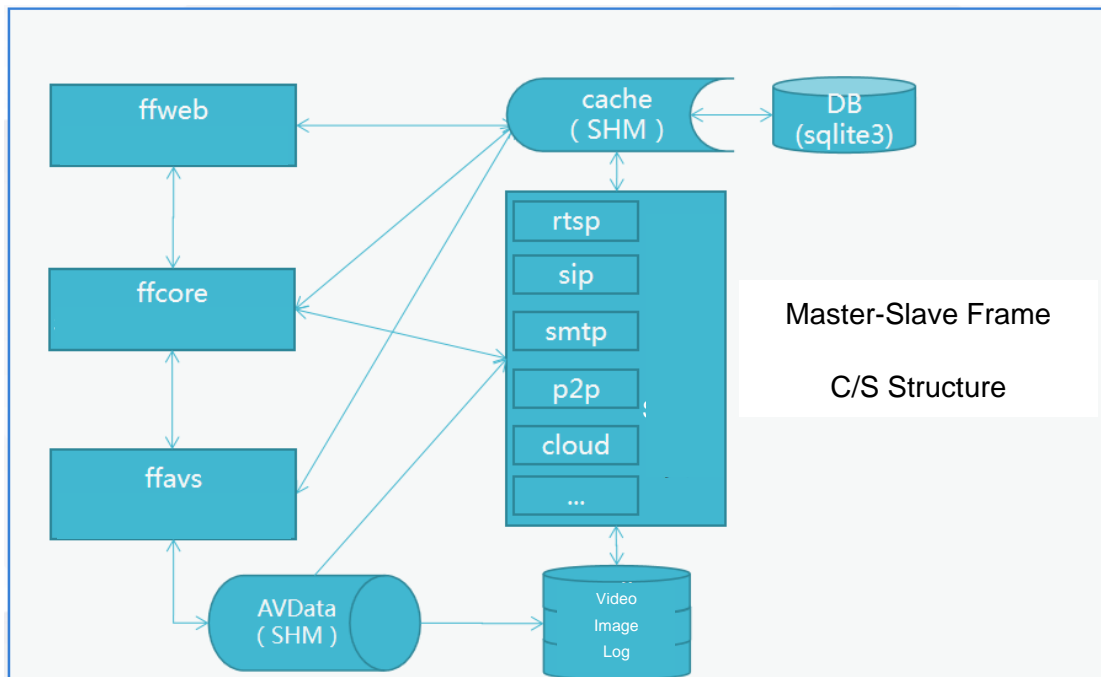 ffweb
cache
( SHM )
DB
(sqlite3)
rtsp
ffcore
sip
smtp
Master-Slave Frame
C/S Structure
p2p
cloud
ffavs
...
AVData
( SHM )
Video
Image
Log